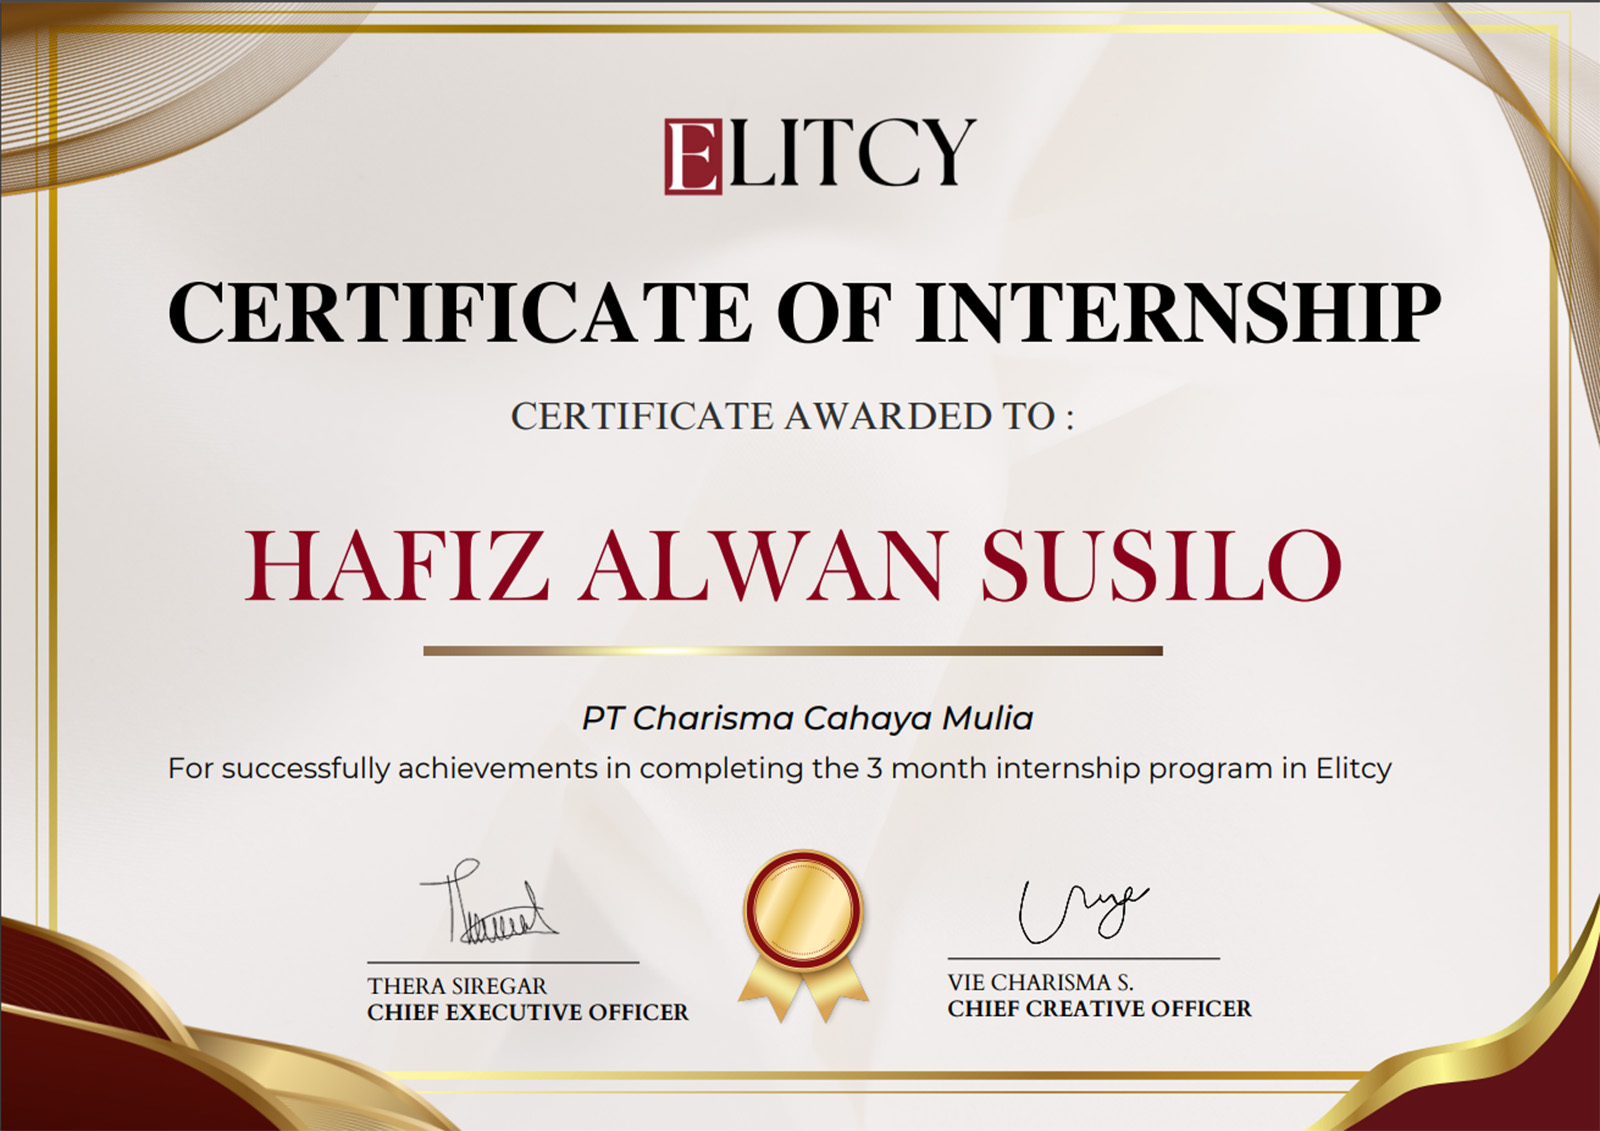 ELITCY
CERTIFICATE OF INTERNSHIP
CERTIFICATE AWARDED TO :
HAFIZ ALWAN SUSILO
PT Charisma Cahaya Mulia
For successfully achievements in completing the 3 month internship program in Elitcy
THERA SIREGAR
CHIEF EXECUTIVE OFFICER
VIE CHARISMA S.
CHIEF CREATIVE OFFICER